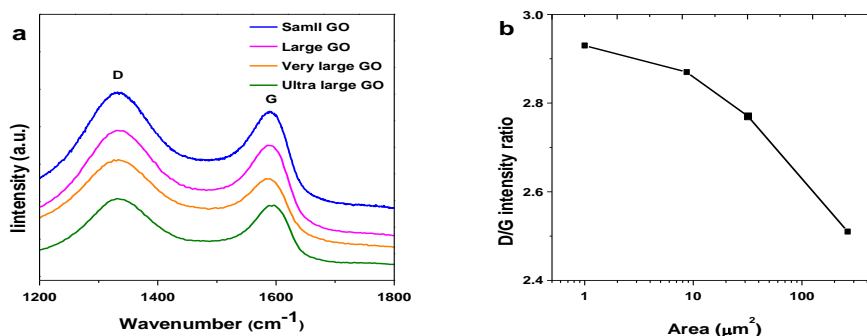 a
Samll GO
Large GO
Very large GO
Ultra large GO
D
G
Iintensity (a.u.)
1200 1400 1600 1800
Wavenumber (cm-1)
b
3.0
2.8
2.6
2.4
D/G intensity ratio
1 10 100
Area (μm2)